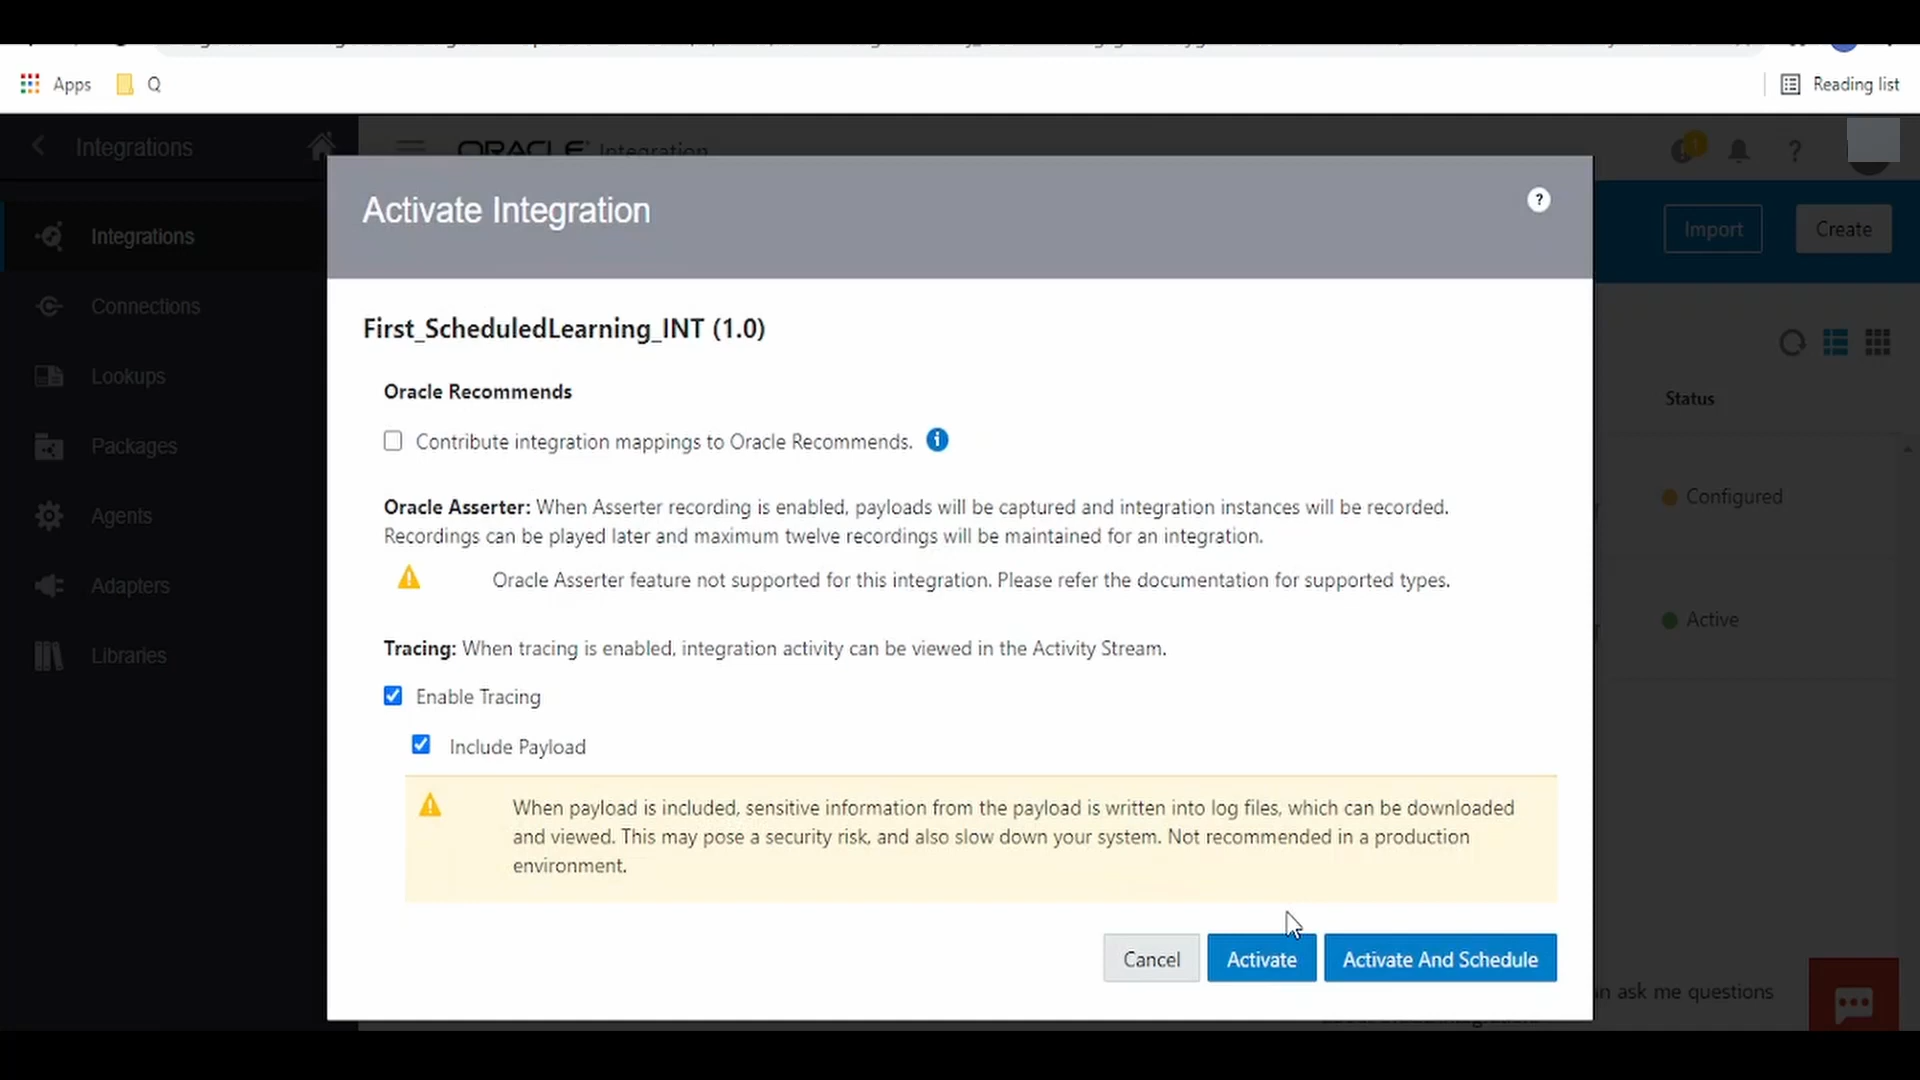 Apps
Q
Reading list
Integrations
ORACLE Integration
1
?
Activate Integration
?
Import
Create
Integrations
Connections
Lookups
Packages
Agents
Adapters
Libraries
First_ScheduledLearning_INT (1.0)
Oracle Recommends
Contribute integration mappings to Oracle Recommends.
Oracle Asserter: When Asserter recording is enabled, payloads will be captured and integration instances will be recorded.
Recordings can be played later and maximum twelve recordings will be maintained for an integration.
Oracle Asserter feature not supported for this integration. Please refer the documentation for supported types.
Tracing: When tracing is enabled, integration activity can be viewed in the Activity Stream.
Enable Tracing
Include Payload
When payload is included, sensitive information from the payload is written into log files, which can be downloaded
and viewed. This may pose a security risk, and also slow down your system. Not recommended in a production
environment.
Cancel
Activate
Activate And Schedule
Status
Configured
Active
ask me questions